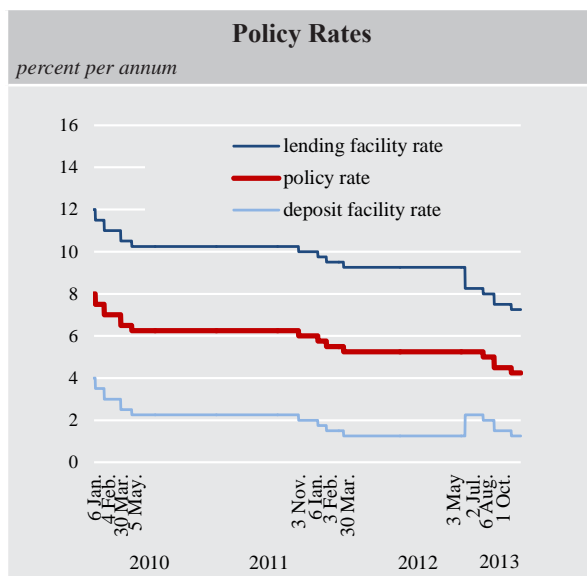 Policy Rates
percent per annum
16
14
12
10
8
6
4
2
0
lending facility rate
policy rate
deposit facility rate
6 Jan.
4 Feb.
30 Mar.
5 May.
3 Nov.
6 Jan.
3 Feb.
30 Mar.
3 May
2 Jul.
6 Aug.
1 Oct.
2010
2011
2012
2013